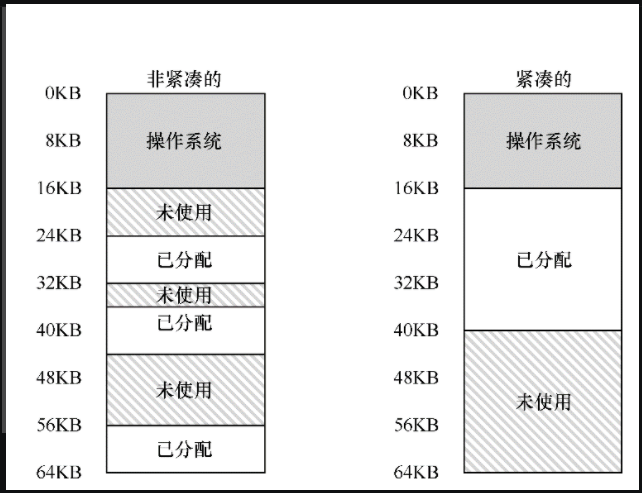 非紧凑的
0KB
8KB
16KB
24KB
32KB
40KB
48KB
56KB
64KB
操作系统
未使用
已分配
未使用
已分配
未使用
已分配
紧凑的
0KB
8KB
16KB
24KB
32KB
40KB
48KB
56KB
64KB
操作系统
已分配
未使用